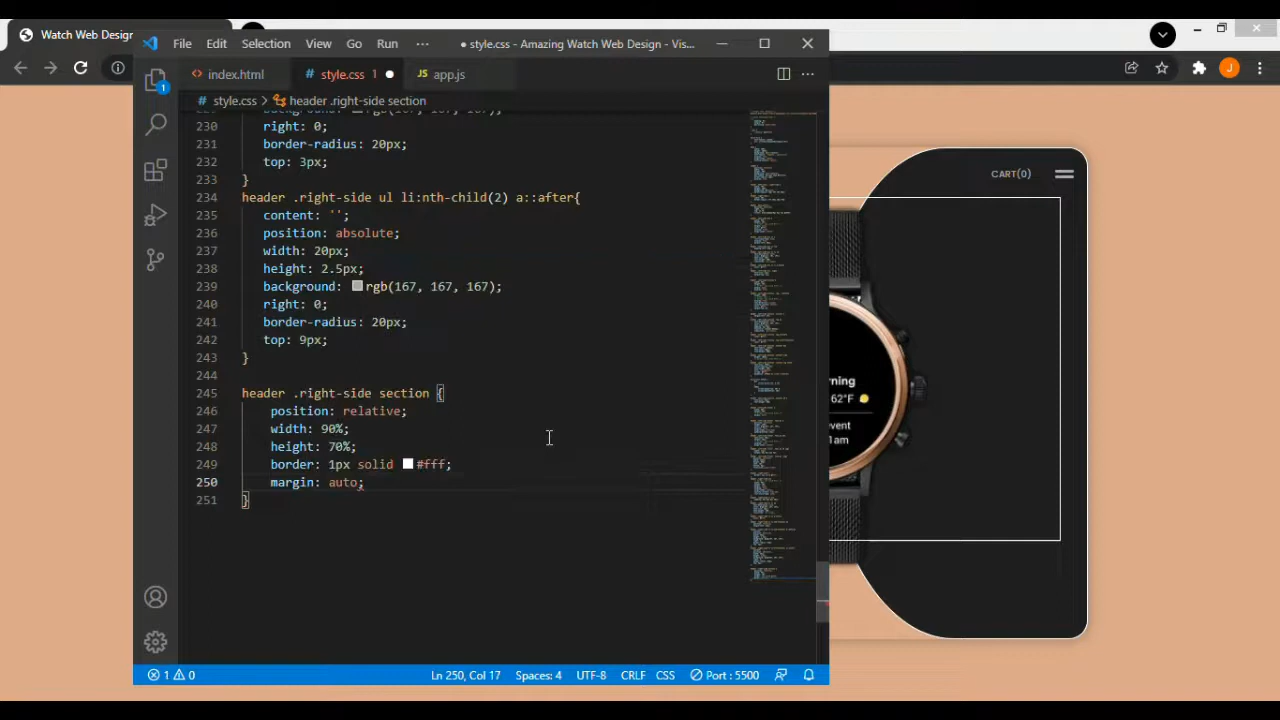 Watch Web Design
File Edit Selection View Go Run ··· ● style.css - Amazing Watch Web Design - Vis...
index.html style.css 1 ● app.js
style.css > header .right-side section
230 right: 0;
231 border-radius: 20px;
232 top: 3px;
233 }
234 header .right-side ul li:nth-child(2) a::after{
235 content: '';
236 position: absolute;
237 width: 20px;
238 height: 2.5px;
239 background: rgb(167, 167, 167);
240 right: 0;
241 border-radius: 20px;
242 top: 9px;
243 }
244
245 header .right-side section {
246 position: relative;
247 width: 90%;
248 height: 70%;
249 border: 1px solid #fff;
250 margin: auto;
251 }
1
CART(0)
62°F
J
1 0 Ln 250, Col 17 Spaces: 4 UTF-8 CRLF CSS Port : 5500